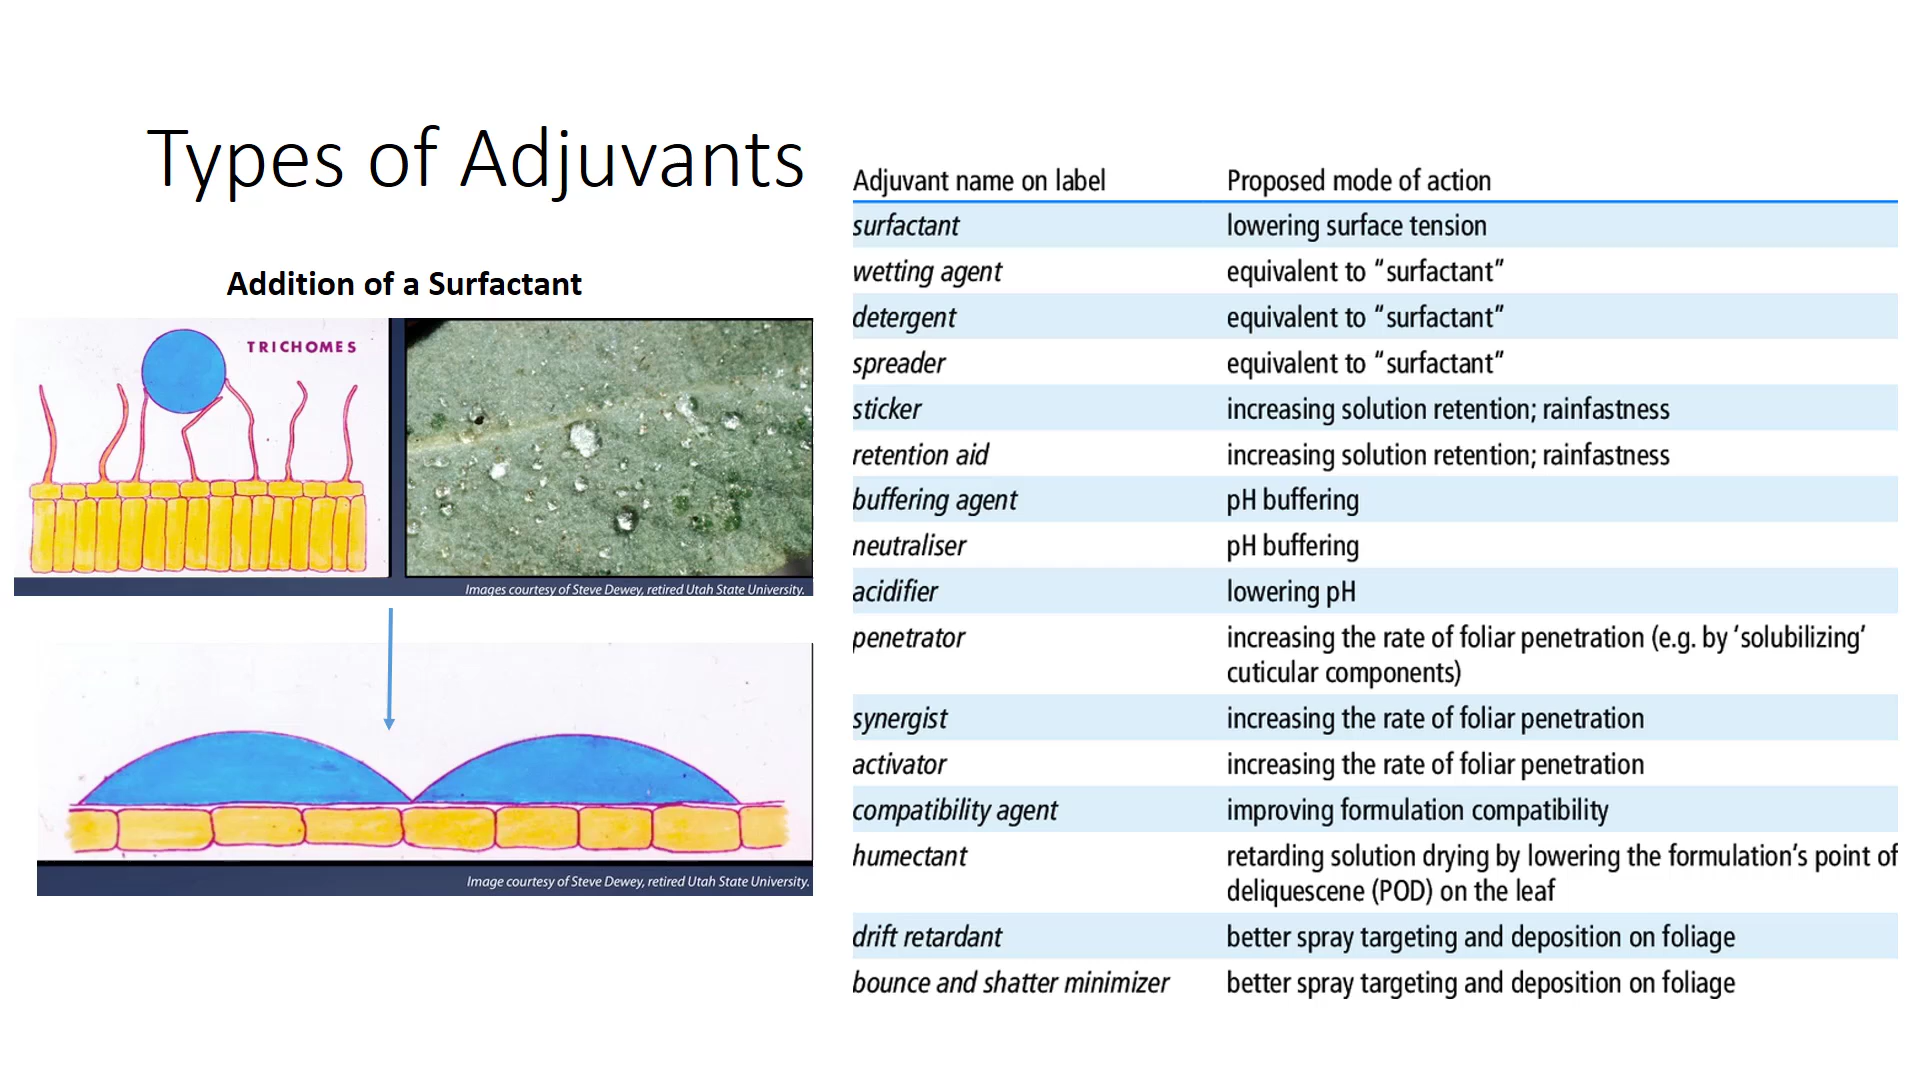 Types of Adjuvants
Addition of a Surfactant
TRICHOMES
Images courtesy of Steve Dewey, retired Utah State University.
Image courtesy of Steve Dewey, retired Utah State University.
Adjuvant name on label Proposed mode of action
surfactant lowering surface tension
wetting agent equivalent to “surfactant”
detergent equivalent to “surfactant”
spreader equivalent to “surfactant”
sticker increasing solution retention; rainfastness
retention aid increasing solution retention; rainfastness
buffering agent pH buffering
neutraliser pH buffering
acidifier lowering pH
penetrator increasing the rate of foliar penetration (e.g. by ‘solubilizing’
cuticular components)
synergist increasing the rate of foliar penetration
activator increasing the rate of foliar penetration
compatibility agent improving formulation compatibility
humectant retarding solution drying by lowering the formulation’s point of
deliquescene (POD) on the leaf
drift retardant better spray targeting and deposition on foliage
bounce and shatter minimizer better spray targeting and deposition on foliage